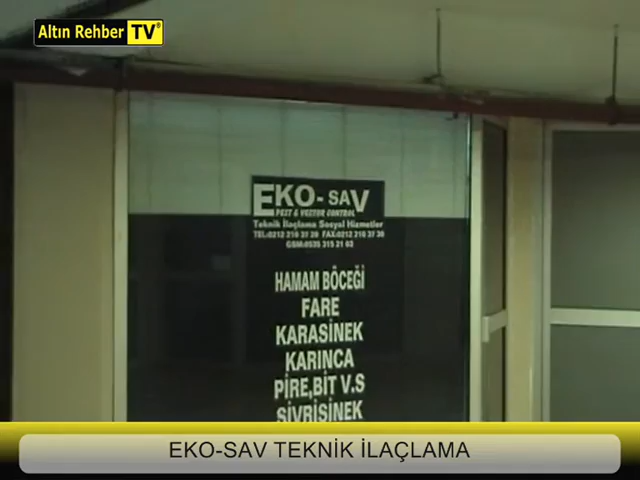 Altın Rehber TV
EKO-SAV
PEST & VECTOR CONTROL
Teknik İlaçlama Sosyal Hizmetler
HAMAM BÖCEĞİ
FARE
KARASİNEK
KARINCA
PİRE,BİT V.S
SİVRİSİNEK
EKO-SAV TEKNİK İLAÇLAMA